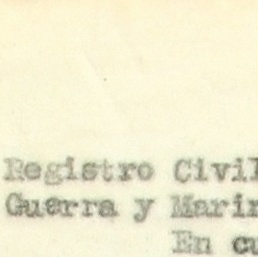 Registro Civil
Guerra y Marin
En cu